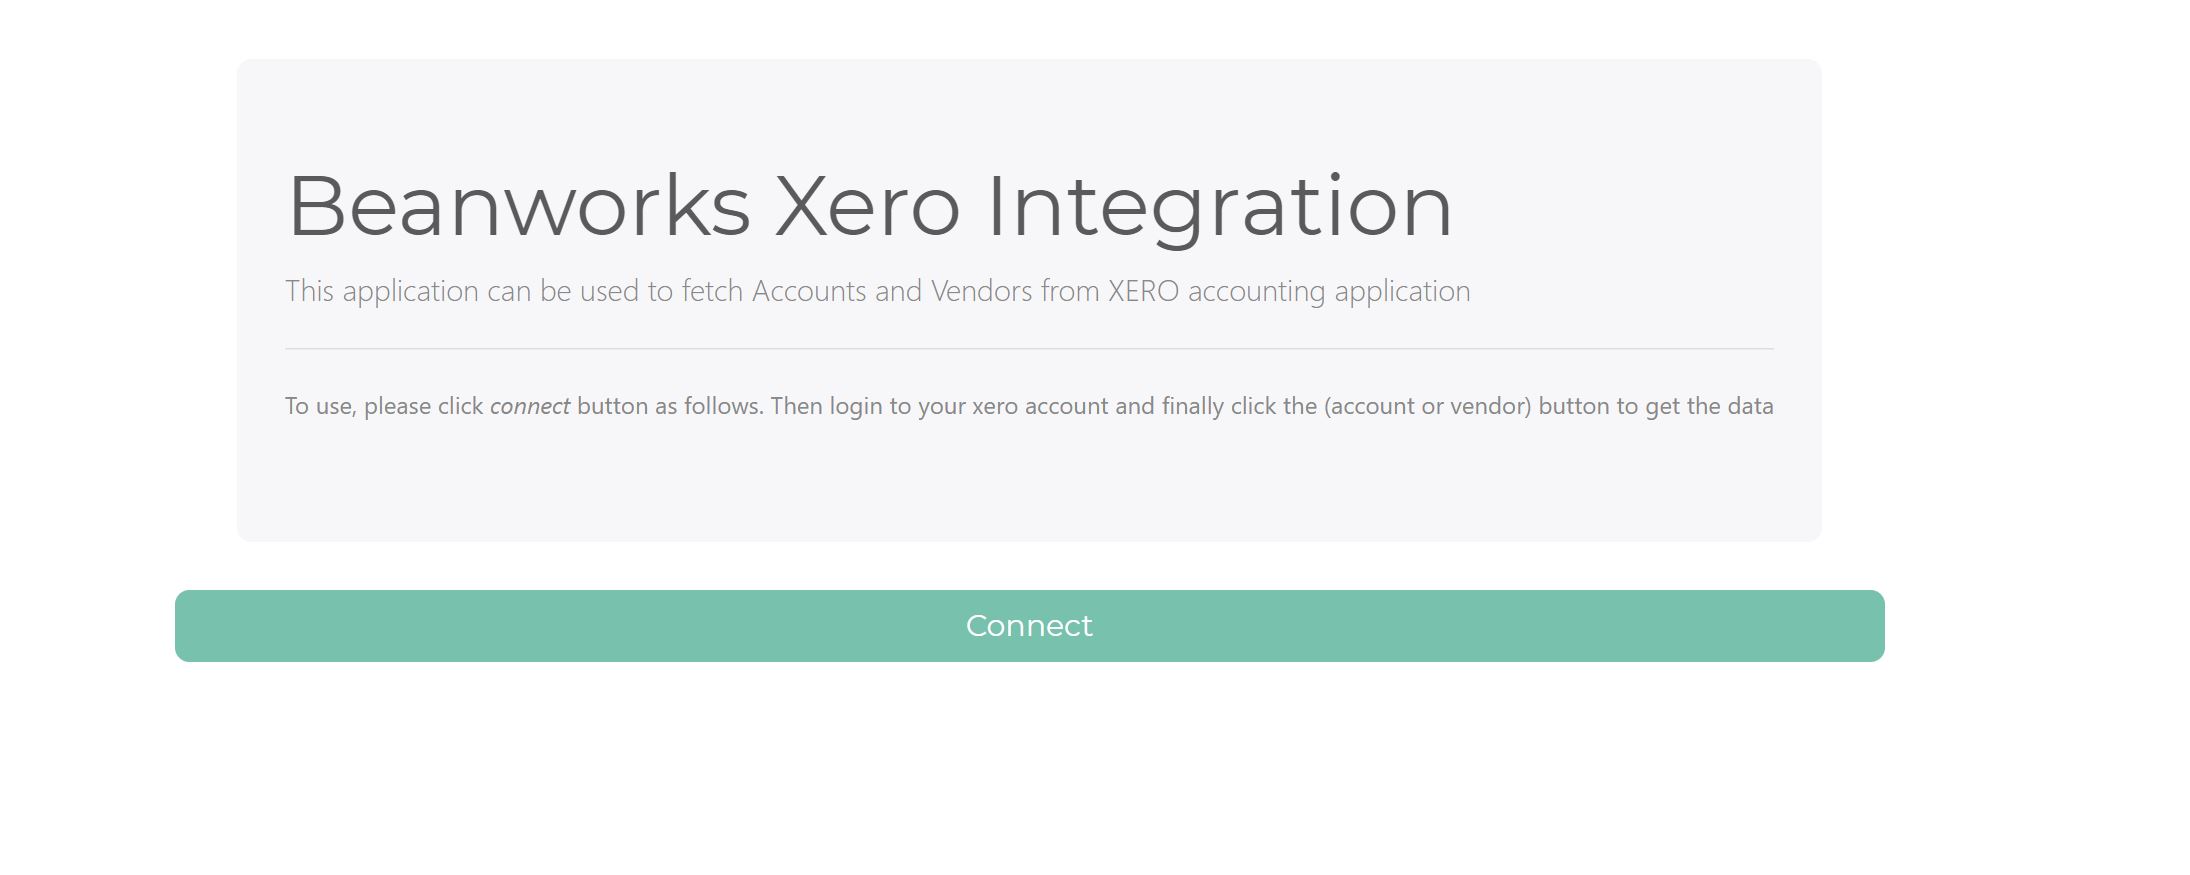 Beanworks Xero Integration
This application can be used to fetch Accounts and Vendors from XERO accounting application
To use, please click connect button as follows. Then login to your xero account and finally click the (account or vendor) button to get the data
Connect